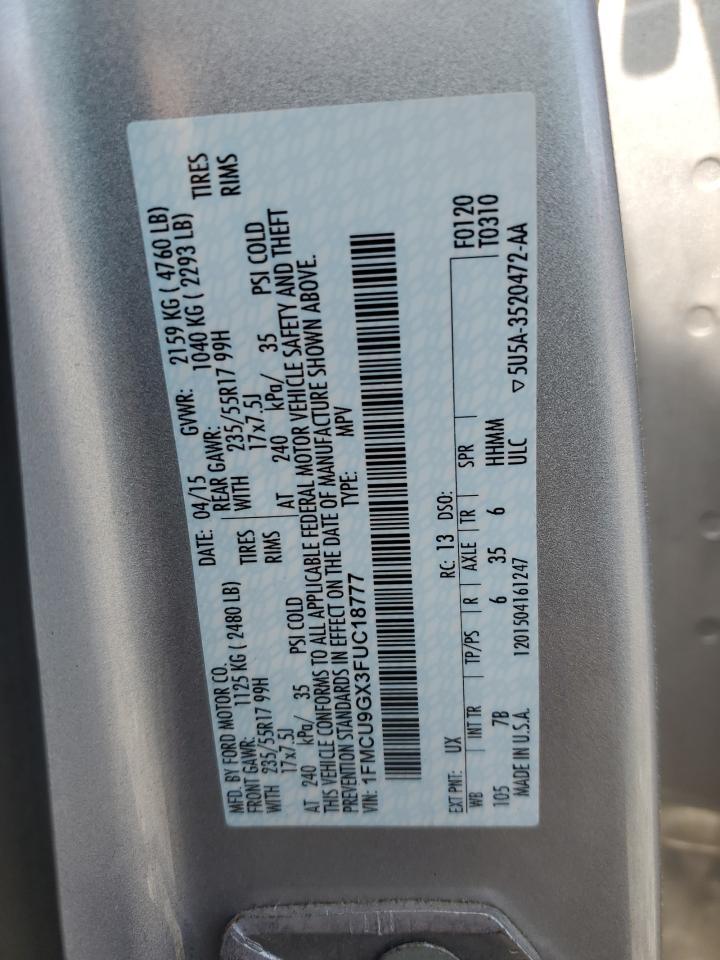 MFD. BY FORD MOTOR CO.
DATE: 04/15 GVWR: 2159 KG ( 4760 LB)
FRONT GAWR: 1125 KG ( 2480 LB) REAR GAWR: 1040 KG ( 2293 LB)
WITH 235/55R17 99H TIRES WITH 235/55R17 99H TIRES
17x7.5J RIMS 17x7.5J RIMS
AT 240 kPa/ 35 PSI COLD AT 240 kPa/ 35 PSI COLD
THIS VEHICLE CONFORMS TO ALL APPLICABLE FEDERAL MOTOR VEHICLE SAFETY AND THEFT
PREVENTION STANDARDS IN EFFECT ON THE DATE OF MANUFACTURE SHOWN ABOVE.
VIN: 1FMCU9GX3FUC18777 TYPE: MPV
EXT PNT: UX RC: 13 DSO: F0120
WB INT TR TP/PS R AXLE TR SPR T0310
105 7B 6 35 6 HHMM
MADE IN U.S.A. 1201504161247 ULC ▽5U5A-3520472-AA